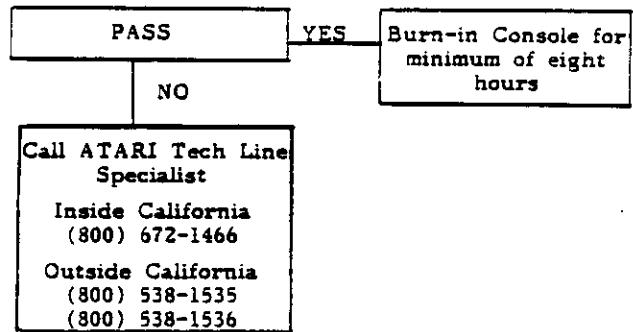 PASS
YES
Burn-in Console for
minimum of eight
hours
NO
Call ATARI Tech Line
Specialist
Inside California
(800) 672-1466
Outside California
(800) 538-1535
(800) 538-1536